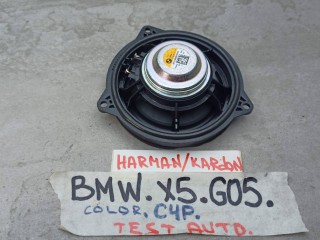 HARMAN/KARDON
BMW. X5. G05.
COLOR. C4P.
TEST AUTO.